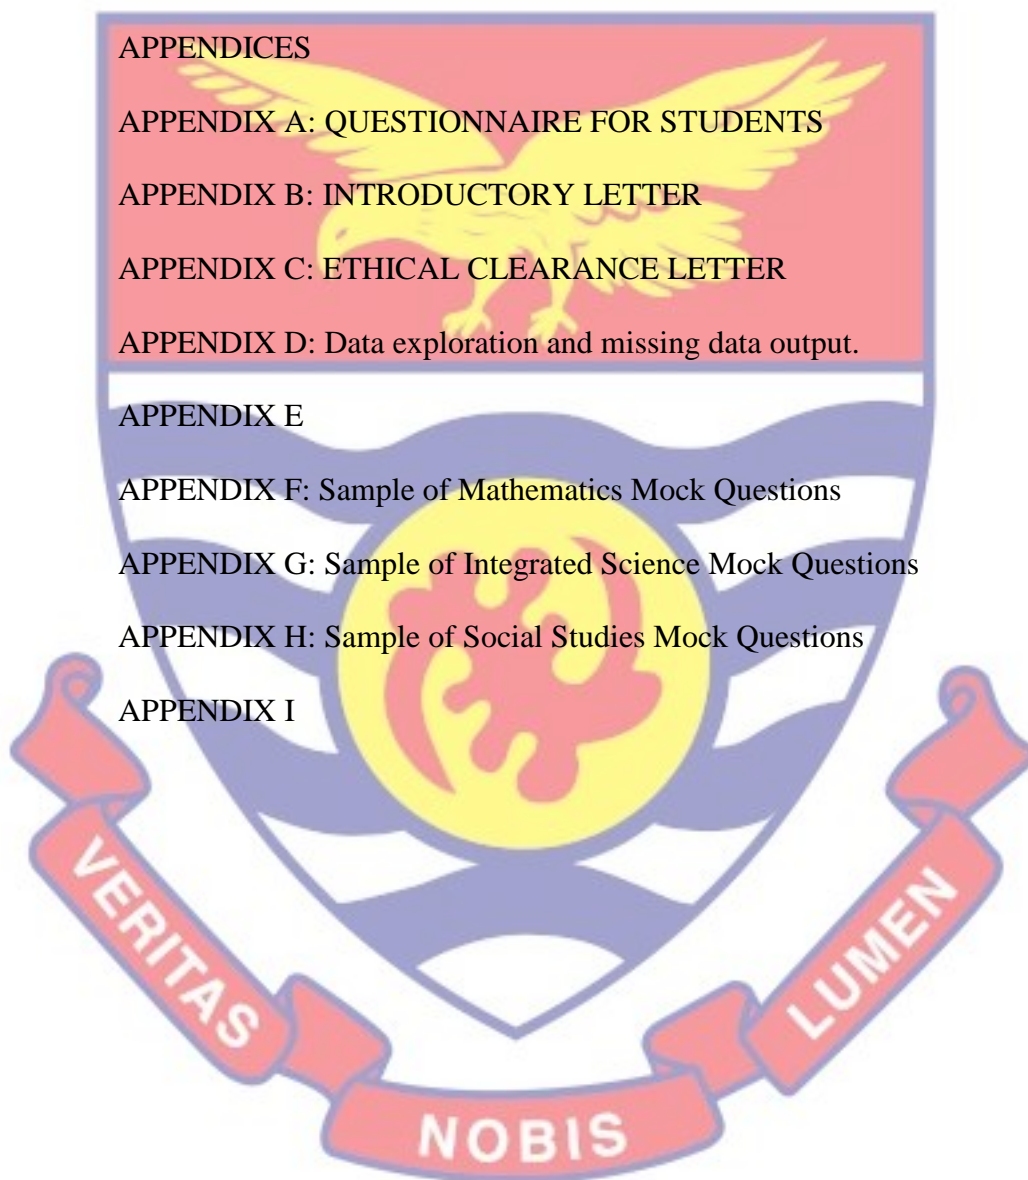 APPENDICES
APPENDIX A: QUESTIONNAIRE FOR STUDENTS
APPENDIX B: INTRODUCTORY LETTER
APPENDIX C: ETHICAL CLEARANCE LETTER
APPENDIX D: Data exploration and missing data output.
APPENDIX E
APPENDIX F: Sample of Mathematics Mock Questions
APPENDIX G: Sample of Integrated Science Mock Questions
APPENDIX H: Sample of Social Studies Mock Questions
APPENDIX I
VERITAS
NOBIS
LUMEN